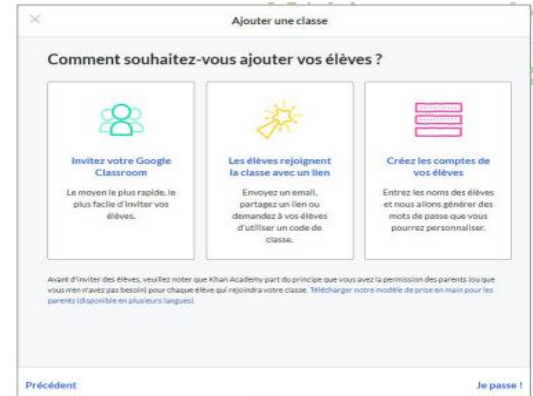 Ajouter une classe
Comment souhaitez-vous ajouter vos élèves ?
Invitez votre Google
Classroom
Le moyen le plus rapide, le
plus facile d'inviter vos
élèves.
Les élèves rejoignent
la classe avec un lien
Envoyez un email,
partagez un lien ou
demandez à vos élèves
d'utiliser un code de
classe.
Créez les comptes de
vos élèves
Entrez les noms des élèves
et nous allons générer des
mots de passe que vous
pourrez personnaliser.
Avant d'inviter des élèves, veuillez noter que Khan Academy part du principe que vous avez la permission des parents (ou que
vous n'en n'avez pas besoin) pour chaque élève qui rejoindra votre classe. Télécharger notre modèle de prise en main pour les
parents (disponible en plusieurs langues).
Précédent
Je passe !